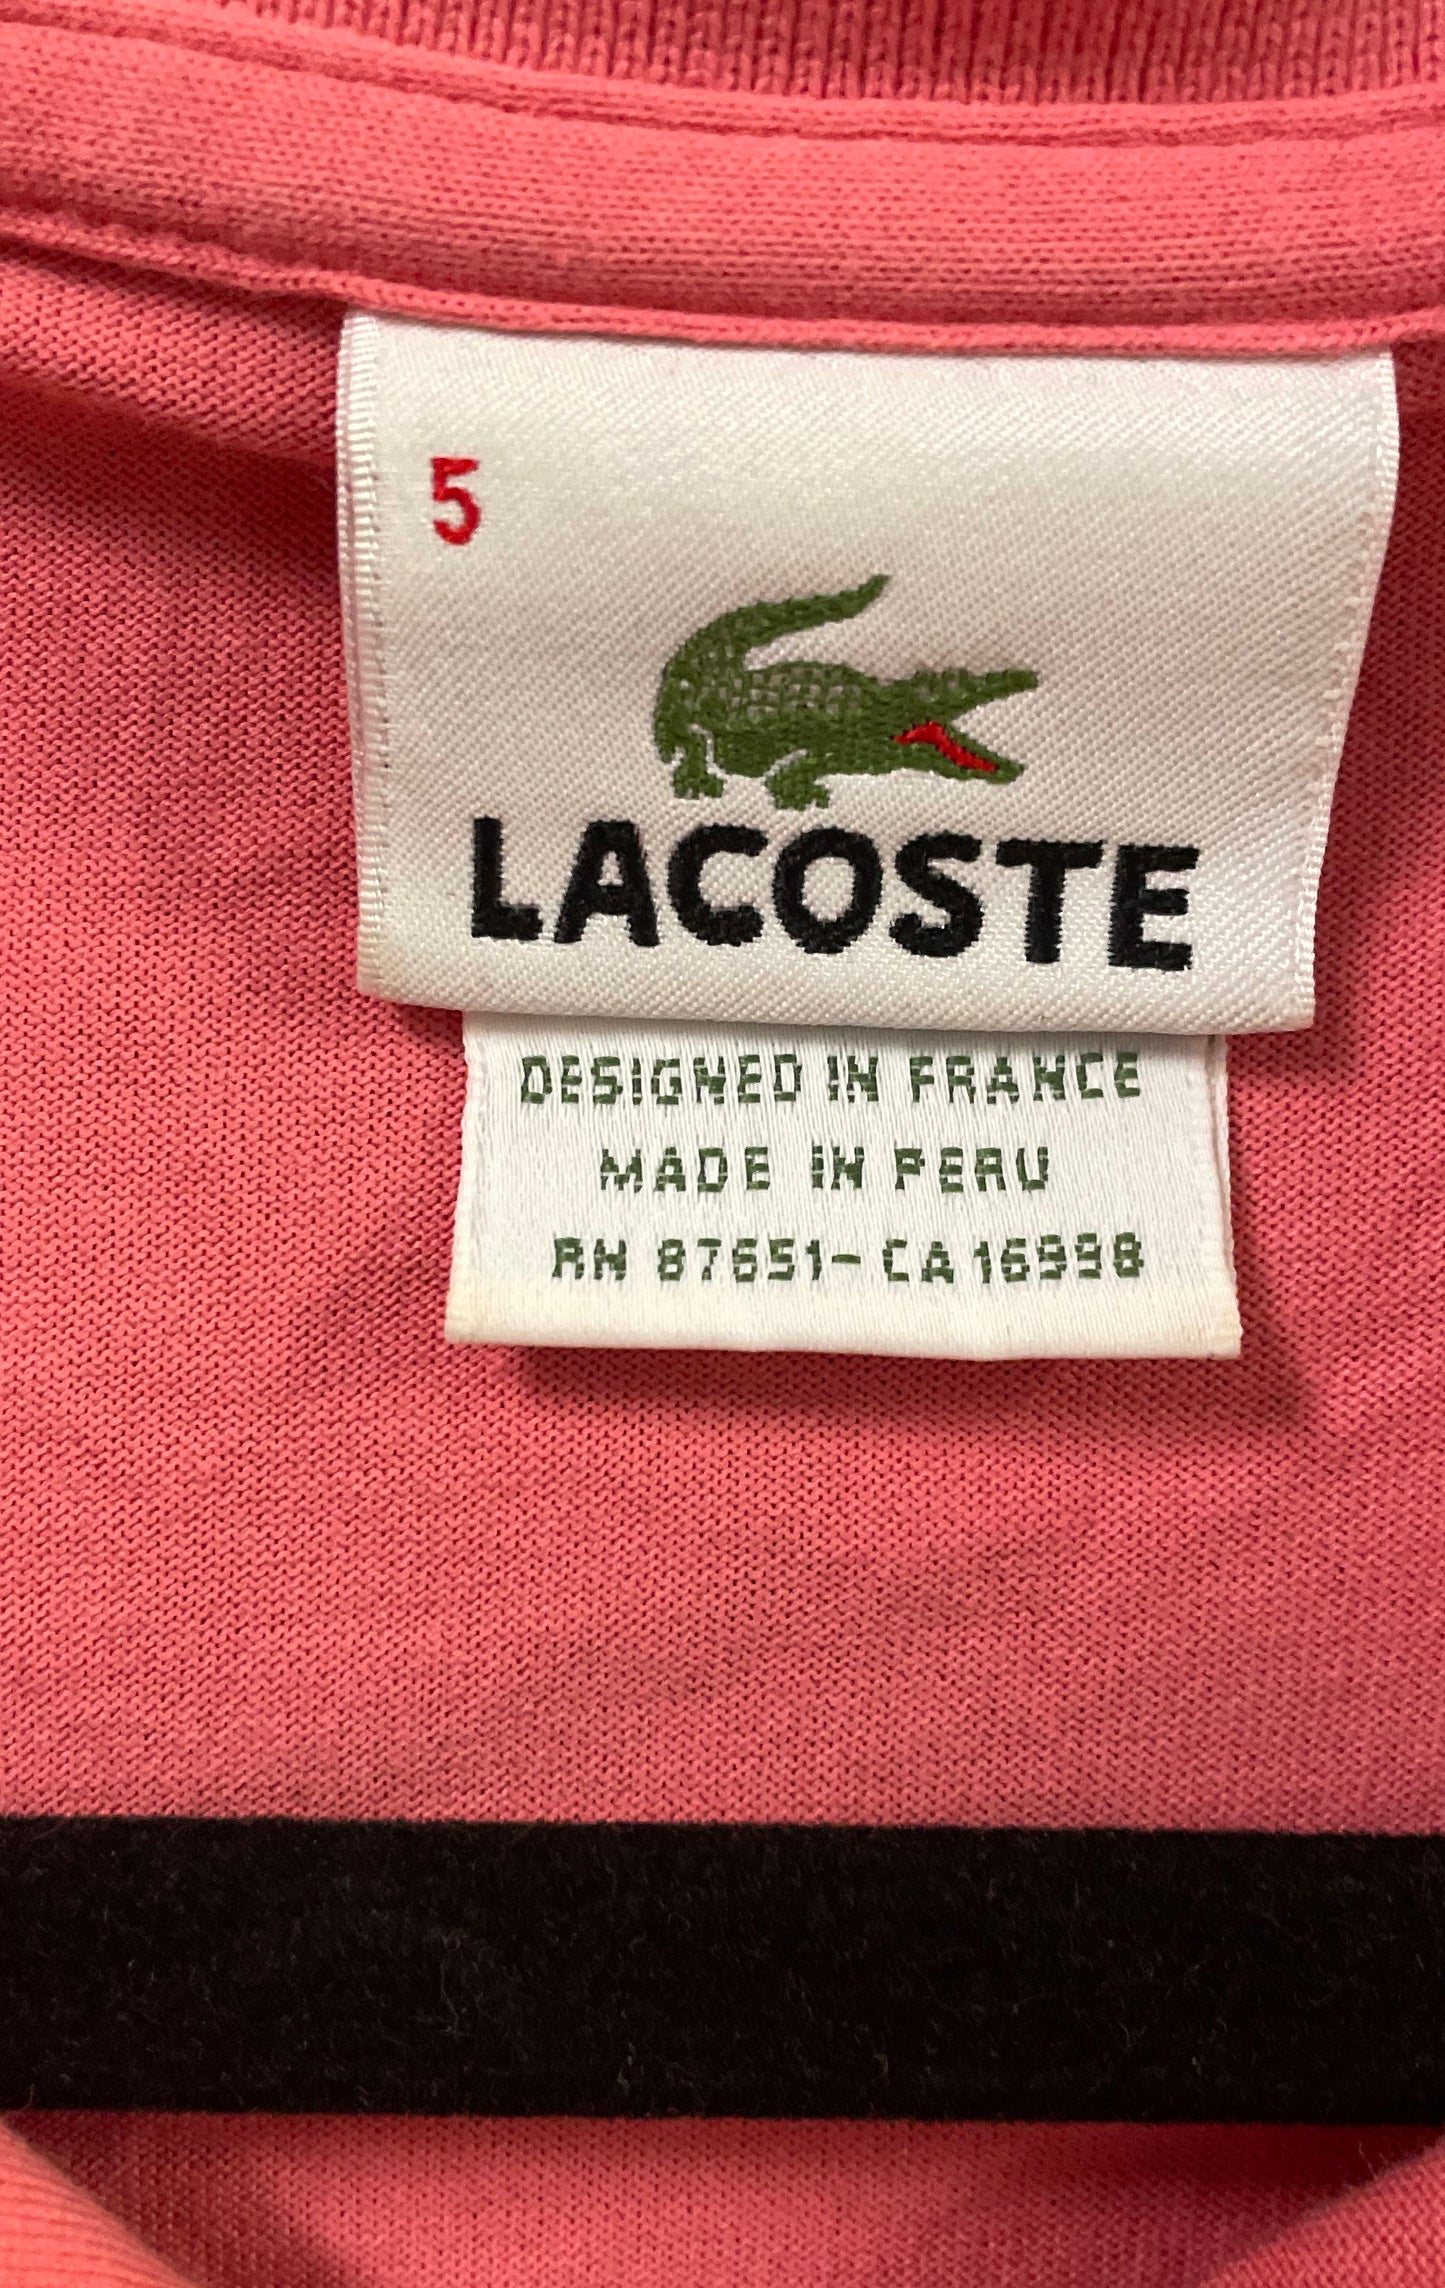 5
LACOSTE
DESIGNED IN FRANCE
MADE IN PERU
RN 87651-CA 16998